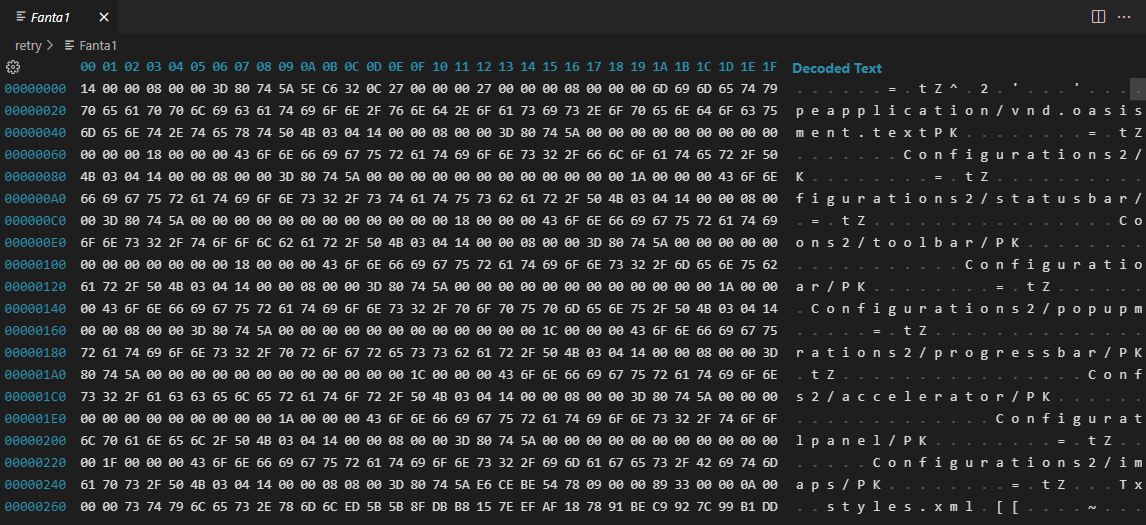 Fanta1
retry > Fanta1
00 01 02 03 04 05 06 07 08 09 0A 0B 0C 0D 0E 0F 10 11 12 13 14 15 16 17 18 19 1A 1B 1C 1D 1E 1F Decoded Text
00000000 14 00 00 08 00 00 3D 80 74 5A 5E C6 32 0C 27 00 00 00 27 00 00 00 00 08 00 00 00 6D 69 6D 65 74 79 . . . . . . = . t Z ^ . 2 . ' . . . ' . . . .
00000020 70 65 61 70 70 6C 69 63 61 74 69 6F 6E 2F 76 6E 64 2E 6F 61 73 69 73 2E 6F 70 65 6E 64 6F 63 75 p e a p p l i c a t i o n / v n d . o a s i s
00000040 6D 65 6E 74 2E 74 65 78 74 50 4B 03 04 14 00 00 08 00 00 3D 80 74 5A 00 00 00 00 00 00 00 00 00 m e n t . t e x t P K . . . . . . . . = . t Z
00000060 00 00 00 18 00 00 00 43 6F 6E 66 69 67 75 72 61 74 69 6F 6E 73 32 2F 66 6C 6F 61 74 65 72 2F 50 . . . . . . . C o n f i g u r a t i o n s 2 /
00000080 4B 03 04 14 00 00 08 00 00 3D 80 74 5A 00 00 00 00 00 00 00 00 00 00 00 00 1A 00 00 00 43 6F 6E K . . . . . . . . = . t Z . . . . . . . . . .
000000A0 66 69 67 75 72 61 74 69 6F 6E 73 32 2F 73 74 61 74 75 73 62 61 72 2F 50 4B 03 04 14 00 00 08 00 f i g u r a t i o n s 2 / s t a t u s b a r /
000000C0 00 3D 80 74 5A 00 00 00 00 00 00 00 00 00 00 00 00 18 00 00 00 43 6F 6E 66 69 67 75 72 61 74 69 . = . t Z . . . . . . . . . . . . . . . . C o
000000E0 6F 6E 73 32 2F 74 6F 6F 6C 62 61 72 2F 50 4B 03 04 14 00 00 08 00 00 3D 80 74 5A 00 00 00 00 00 o n s 2 / t o o l b a r / P K . . . . . . . .
00000100 00 00 00 00 00 00 00 18 00 00 00 43 6F 6E 66 69 67 75 72 61 74 69 6F 6E 73 32 2F 6D 65 6E 75 62 . . . . . . . . . . . C o n f i g u r a t i o
00000120 61 72 2F 50 4B 03 04 14 00 00 08 00 00 3D 80 74 5A 00 00 00 00 00 00 00 00 00 00 00 00 1A 00 00 a r / P K . . . . . . . . = . t Z . . . . . .
00000140 00 43 6F 6E 66 69 67 75 72 61 74 69 6F 6E 73 32 2F 70 6F 70 75 70 6D 65 6E 75 2F 50 4B 03 04 14 . C o n f i g u r a t i o n s 2 / p o p u p m
00000160 00 00 08 00 00 3D 80 74 5A 00 00 00 00 00 00 00 00 00 00 00 00 1C 00 00 00 43 6F 6E 66 69 67 75 . . . . . = . t Z . . . . . . . . . . . . . .
00000180 72 61 74 69 6F 6E 73 32 2F 70 72 6F 67 72 65 73 73 62 61 72 2F 50 4B 03 04 14 00 00 08 00 00 3D r a t i o n s 2 / p r o g r e s s b a r / P K
000001A0 80 74 5A 00 00 00 00 00 00 00 00 00 00 00 00 1C 00 00 00 43 6F 6E 66 69 67 75 72 61 74 69 6F 6E . t Z . . . . . . . . . . . . . . . . C o n f
000001C0 73 32 2F 61 63 63 65 6C 65 72 61 74 6F 72 2F 50 4B 03 04 14 00 00 08 00 00 3D 80 74 5A 00 00 00 s 2 / a c c e l e r a t o r / P K . . . . . .
000001E0 00 00 00 00 00 00 00 00 00 1A 00 00 00 43 6F 6E 66 69 67 75 72 61 74 69 6F 6E 73 32 2F 74 6F 6F . . . . . . . . . . . . . C o n f i g u r a t
00000200 6C 70 61 6E 65 6C 2F 50 4B 03 04 14 00 00 08 00 00 3D 80 74 5A 00 00 00 00 00 00 00 00 00 00 00 l p a n e l / P K . . . . . . . . = . t Z . .
00000220 00 1F 00 00 00 43 6F 6E 66 69 67 75 72 61 74 69 6F 6E 73 32 2F 69 6D 61 67 65 73 2F 42 69 74 6D . . . . . C o n f i g u r a t i o n s 2 / i m
00000240 61 70 73 2F 50 4B 03 04 14 00 00 08 08 00 3D 80 74 5A E6 CE BE 54 78 09 00 00 89 33 00 00 0A 00 a p s / P K . . . . . . . . = . t Z . . . T x
00000260 00 00 73 74 79 6C 65 73 2E 78 6D 6C ED 5B 5B 8F DB B8 15 7E EF AF 18 78 91 BE C9 92 7C 99 B1 DD . . s t y l e s . x m l . [ [ . . . . ~ . . .